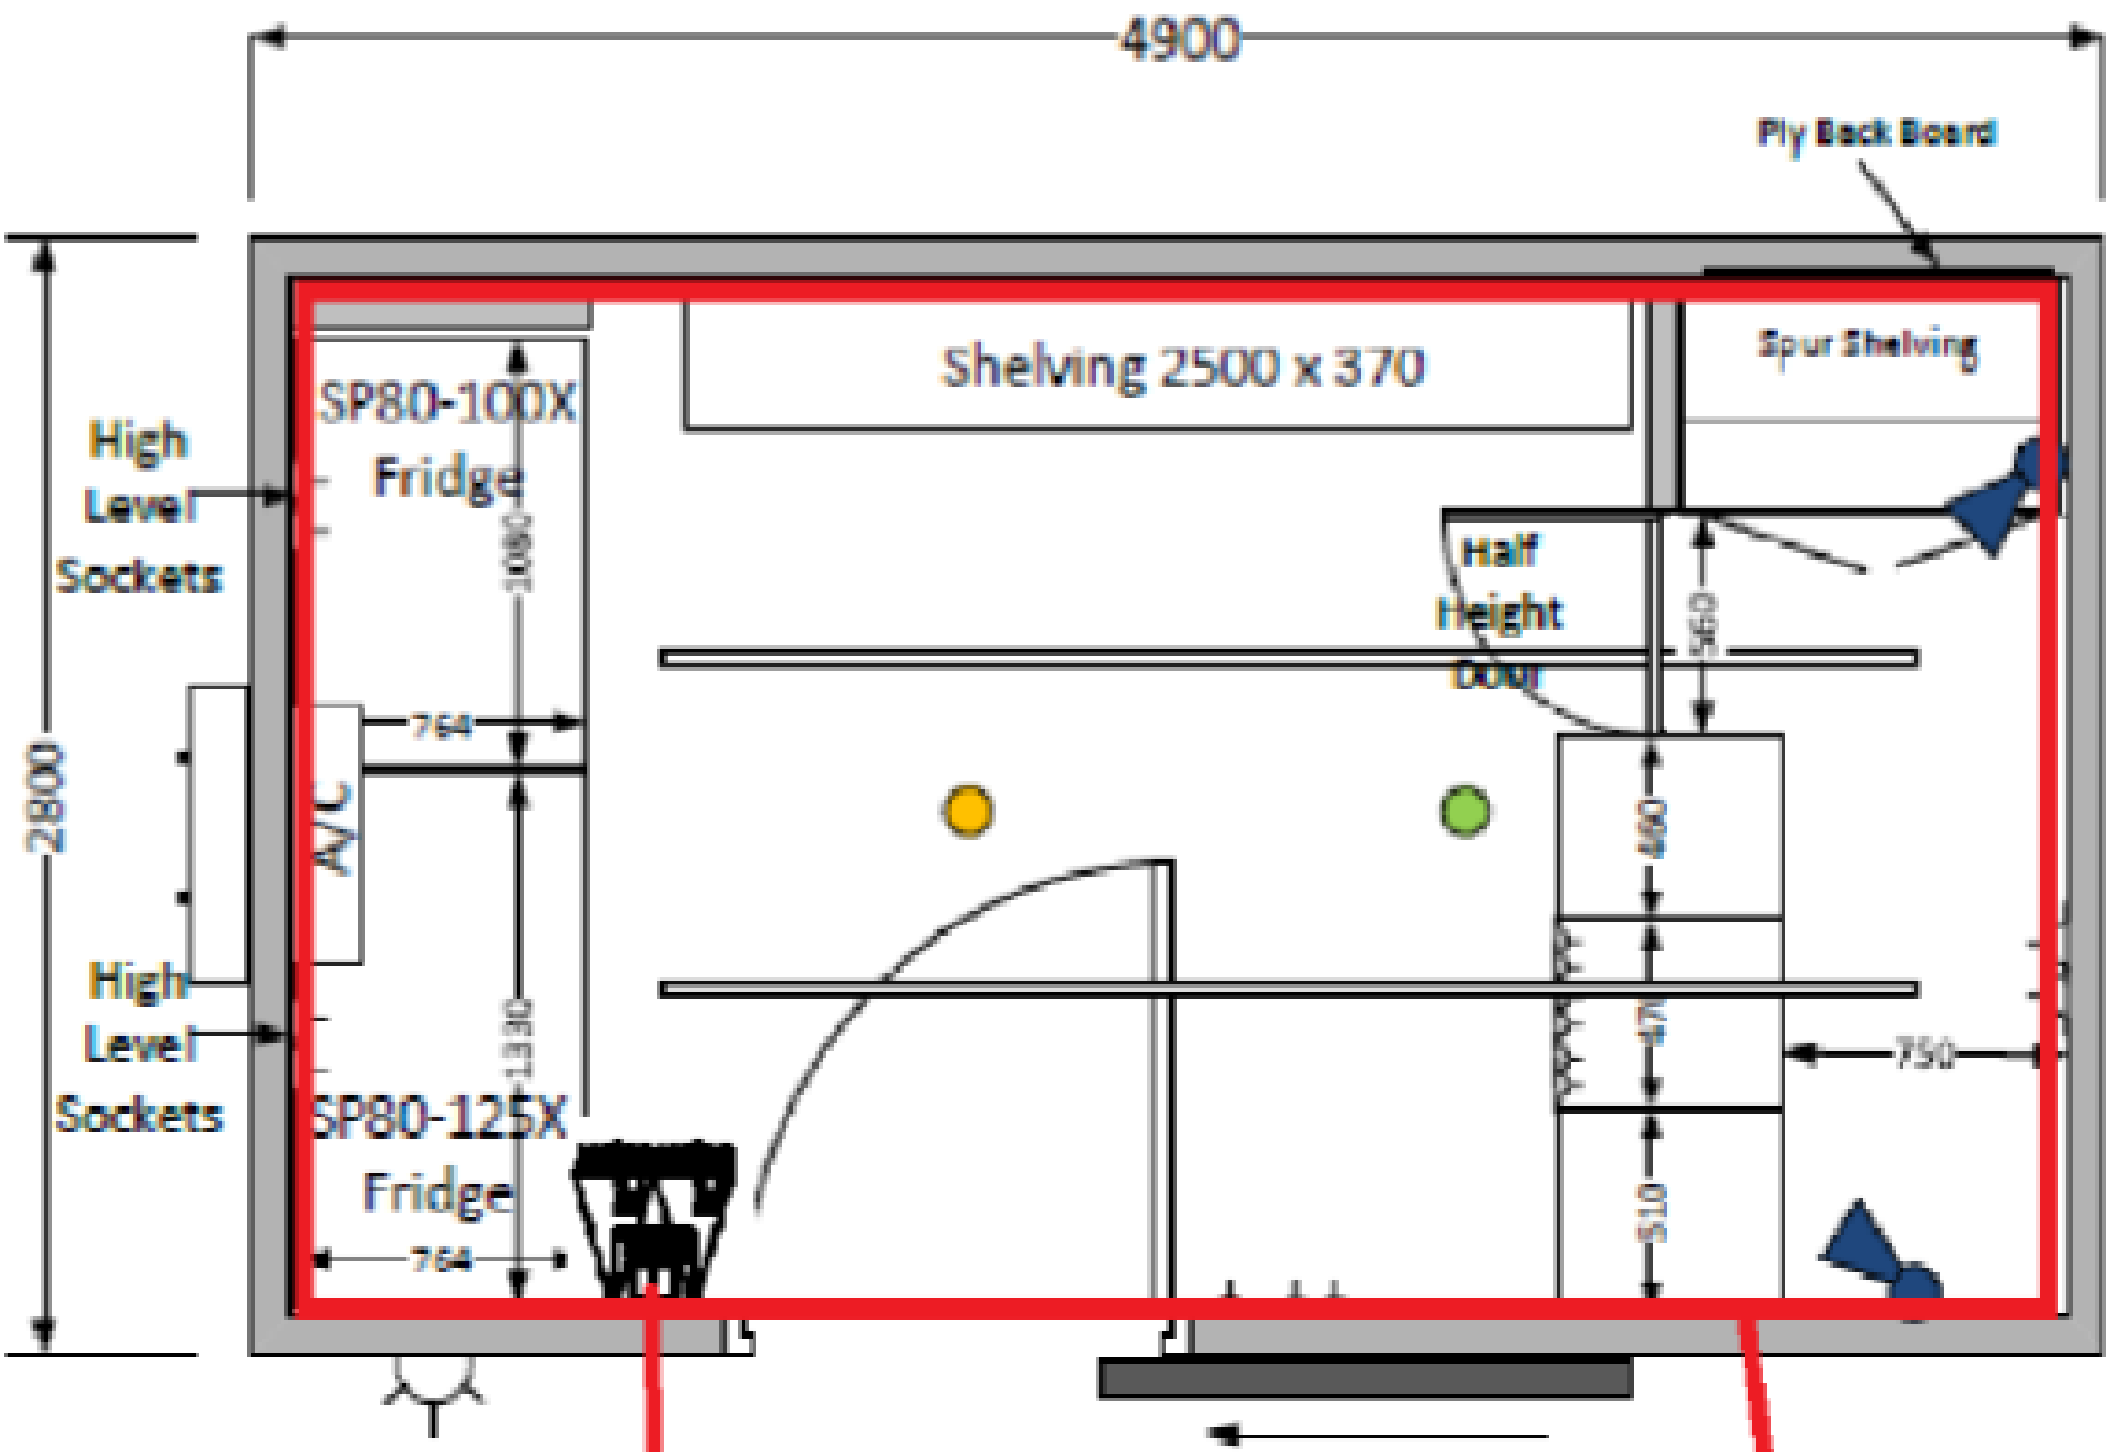 4900
Ply Back Board
Shelving 2500 x 370
Spur Shelving
SP80-100X
Fridge
High
Level
Sockets
1080
Half
Height
Door
560
764
2800
A/C
460
High
Level
Sockets
470
1330
750
SP80-125X
Fridge
510
764